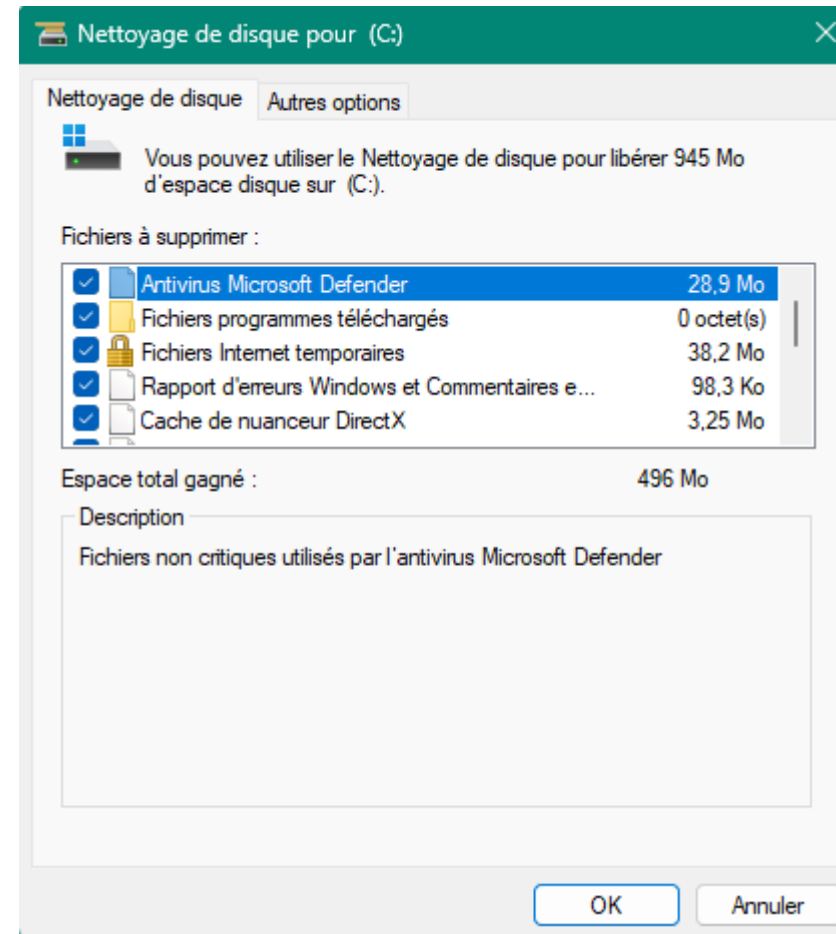 Nettoyage de disque pour (C:)
Nettoyage de disque
Autres options
Vous pouvez utiliser le Nettoyage de disque pour libérer 945 Mo
d'espace disque sur (C:).
Fichiers à supprimer :
Antivirus Microsoft Defender 28,9 Mo
Fichiers programmes téléchargés 0 octet(s)
Fichiers Internet temporaires 38,2 Mo
Rapport d'erreurs Windows et Commentaires e... 98,3 Ko
Cache de nuanceur DirectX 3,25 Mo
Espace total gagné : 496 Mo
Description
Fichiers non critiques utilisés par l'antivirus Microsoft Defender
OK
Annuler